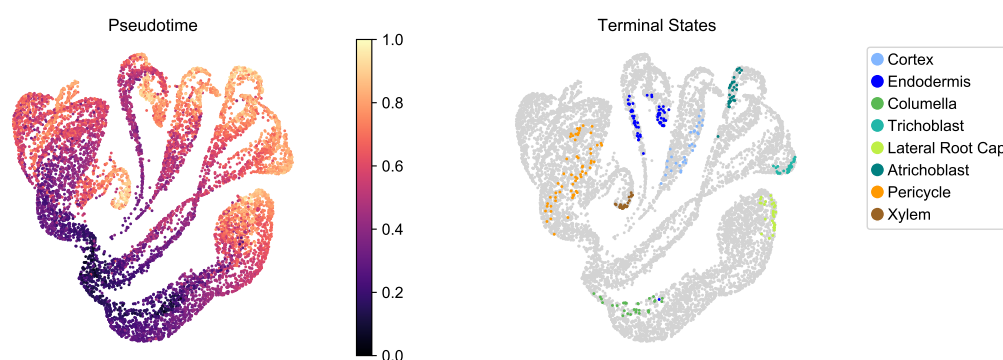 Pseudotime
1.0
0.8
0.6
0.4
0.2
0.0
Terminal States
Cortex
Endodermis
Columella
Trichoblast
Lateral Root Cap
Atrichoblast
Pericycle
Xylem